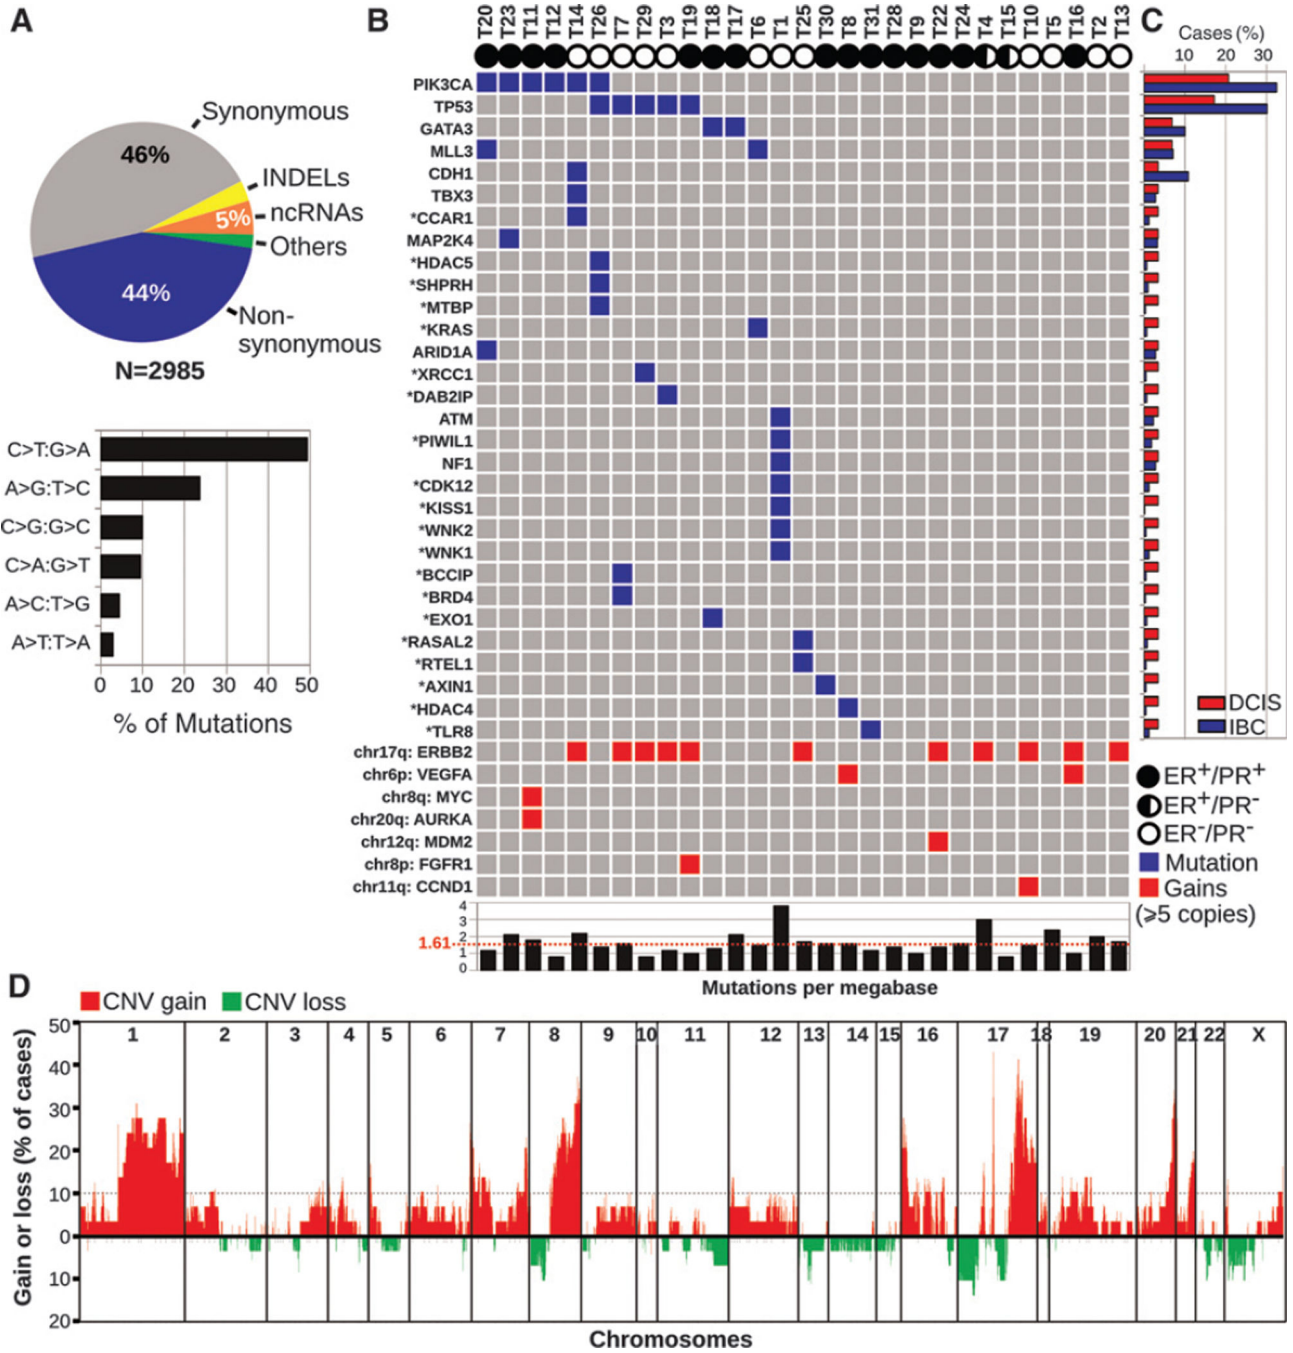 A
Synonymous
46%
INDELs
5%
ncRNAs
Others
44%
Non-
synonymous
N=2985
C>T:G>A
A>G:T>C
C>G:G>C
C>A:G>T
A>C:T>G
A>T:T>A
0 10 20 30 40 50
% of Mutations
B
T20 T23 T11 T12 T14 T26 T7 T29 T3 T19 T18 T17 T6 T1 T25 T30 T8 T31 T28 T9 T22 T24 T4 T15 T10 T5 T16 T2 T13
PIK3CA
TP53
GATA3
MLL3
CDH1
TBX3
*CCAR1
MAP2K4
*HDAC5
*SHPRH
*MTBP
*KRAS
ARID1A
*XRCC1
*DAB2IP
ATM
*PIWIL1
NF1
*CDK12
*KISS1
*WNK2
*WNK1
*BCCIP
*BRD4
*EXO1
*RASAL2
*RTEL1
*AXIN1
*HDAC4
*TLR8
chr17q: ERBB2
chr6p: VEGFA
chr8q: MYC
chr20q: AURKA
chr12q: MDM2
chr8p: FGFR1
chr11q: CCND1
4
3
2
1.61
1
0
Mutations per megabase
C
Cases (%)
10 20 30
DCIS
IBC
ER+/PR+
ER+/PR-
ER-/PR-
Mutation
Gains
(⩾5 copies)
D
CNV gain CNV loss
Gain or loss (% of cases)
50
40
30
20
10
0
10
20
1 2 3 4 5 6 7 8 9 10 11 12 13 14 15 16 17 18 19 20 21 22 X
Chromosomes